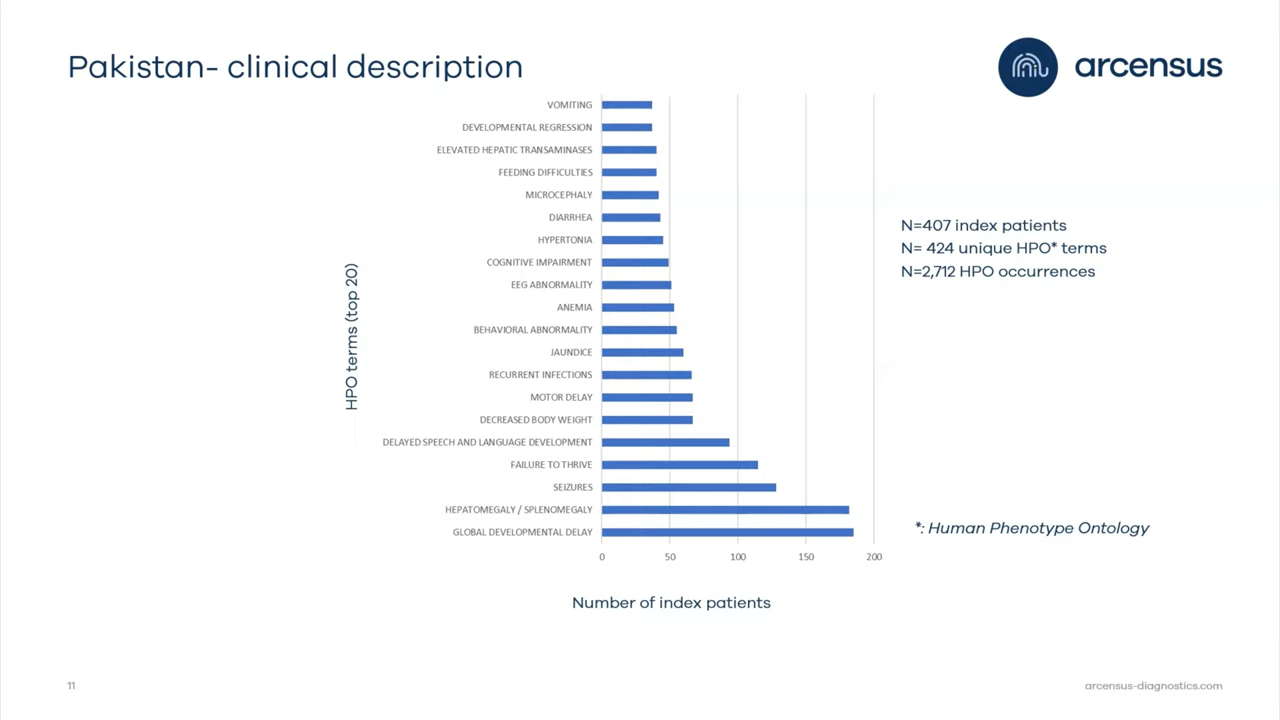 Pakistan- clinical description
arcensus
VOMITING
DEVELOPMENTAL REGRESSION
ELEVATED HEPATIC TRANSAMINASES
FEEDING DIFFICULTIES
MICROCEPHALY
DIARRHEA
HYPERTONIA
COGNITIVE IMPAIRMENT
EEG ABNORMALITY
ANEMIA
BEHAVIORAL ABNORMALITY
JAUNDICE
RECURRENT INFECTIONS
MOTOR DELAY
DECREASED BODY WEIGHT
DELAYED SPEECH AND LANGUAGE DEVELOPMENT
FAILURE TO THRIVE
SEIZURES
HEPATOMEGALY / SPLENOMEGALY
GLOBAL DEVELOPMENTAL DELAY
HPO terms (top 20)
0 50 100 150 200
Number of index patients
N=407 index patients
N= 424 unique HPO* terms
N=2,712 HPO occurrences
*: Human Phenotype Ontology
11
arcensus-diagnostics.com